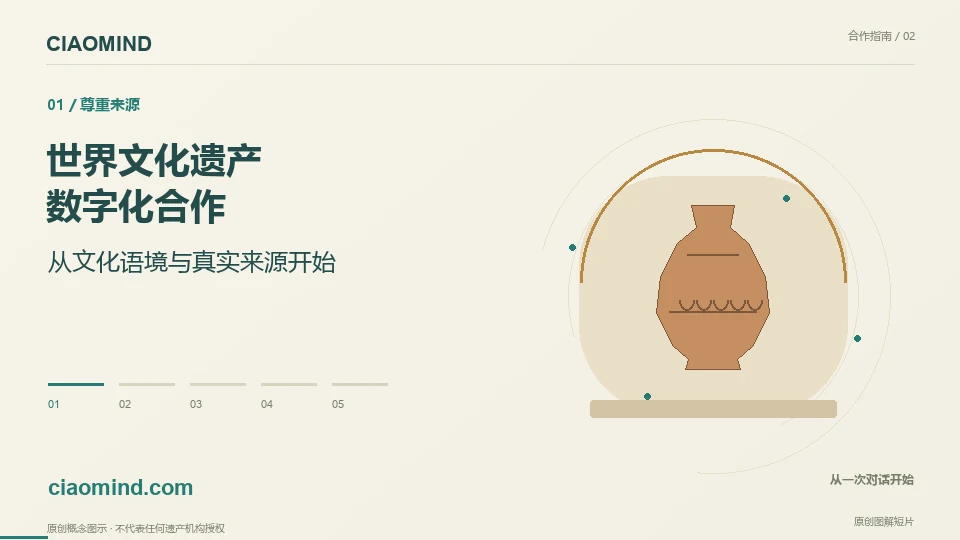 CIAOMIND
合作指南 / 02
01 / 尊重来源
世界文化遗产
数字化合作
从文化语境与真实来源开始
01 02 03 04 05
ciaomind.com
从一次对话开始
原创概念图示 · 不代表任何遗产机构授权
原创图解短片